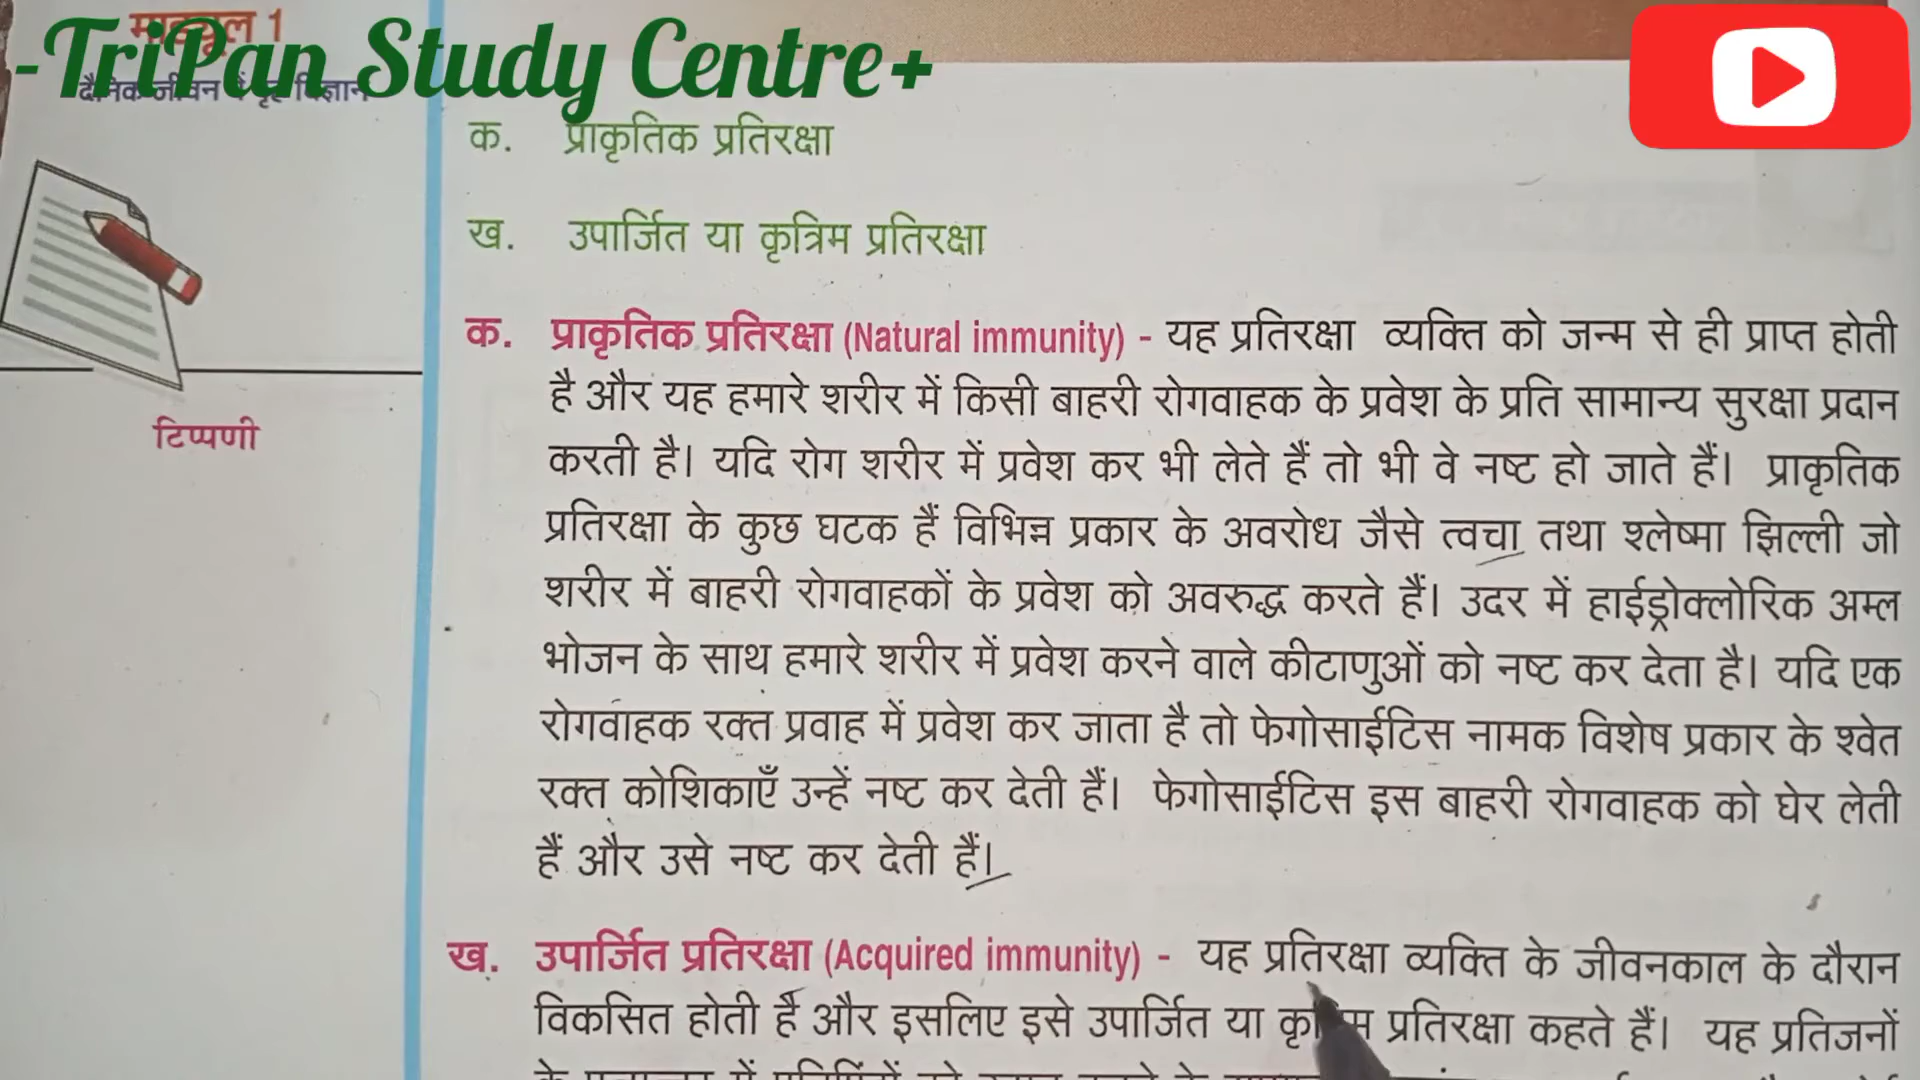 माड्यूल 1
-TriPan Study Centre+
दैनिक जीवन में गृह विज्ञान
क. प्राकृतिक प्रतिरक्षा
ख. उपार्जित या कृत्रिम प्रतिरक्षा
टिप्पणी
क. प्राकृतिक प्रतिरक्षा (Natural immunity) - यह प्रतिरक्षा व्यक्ति को जन्म से ही प्राप्त होती
है और यह हमारे शरीर में किसी बाहरी रोगवाहक के प्रवेश के प्रति सामान्य सुरक्षा प्रदान
करती है। यदि रोग शरीर में प्रवेश कर भी लेते हैं तो भी वे नष्ट हो जाते हैं। प्राकृतिक
प्रतिरक्षा के कुछ घटक हैं विभिन्न प्रकार के अवरोध जैसे त्वचा तथा श्लेष्मा झिल्ली जो
शरीर में बाहरी रोगवाहकों के प्रवेश को अवरुद्ध करते हैं। उदर में हाईड्रोक्लोरिक अम्ल
भोजन के साथ हमारे शरीर में प्रवेश करने वाले कीटाणुओं को नष्ट कर देता है। यदि एक
रोगवाहक रक्त प्रवाह में प्रवेश कर जाता है तो फेगोसाईटिस नामक विशेष प्रकार के श्वेत
रक्त कोशिकाएँ उन्हें नष्ट कर देती हैं। फेगोसाईटिस इस बाहरी रोगवाहक को घेर लेती
हैं और उसे नष्ट कर देती हैं।
ख. उपार्जित प्रतिरक्षा (Acquired immunity) - यह प्रतिरक्षा व्यक्ति के जीवनकाल के दौरान
विकसित होती है और इसलिए इसे उपार्जित या प्रतिरक्षा कहते हैं। यह प्रतिजनों